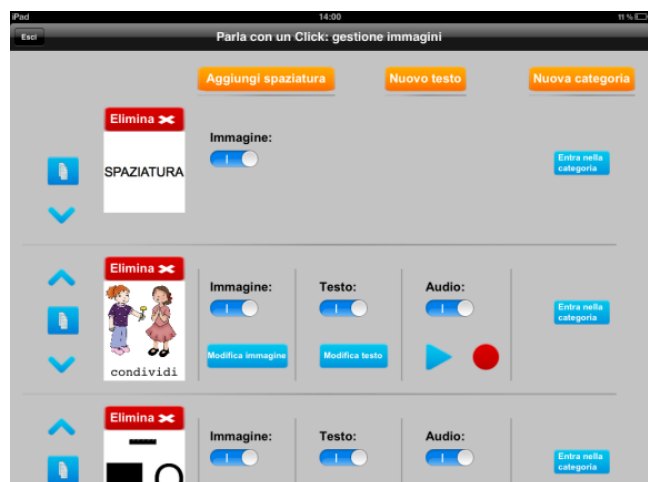 iPad 14:00 11 %
Esci Parla con un Click: gestione immagini
Aggiungi spaziatura Nuovo testo Nuova categoria
Elimina
Immagine:
SPAZIATURA
Entra nella
categoria
Elimina
Immagine: Testo: Audio:
Entra nella
categoria
Modifica immagine Modifica testo
condividi
Elimina
Immagine: Testo: Audio:
Entra nella
categoria